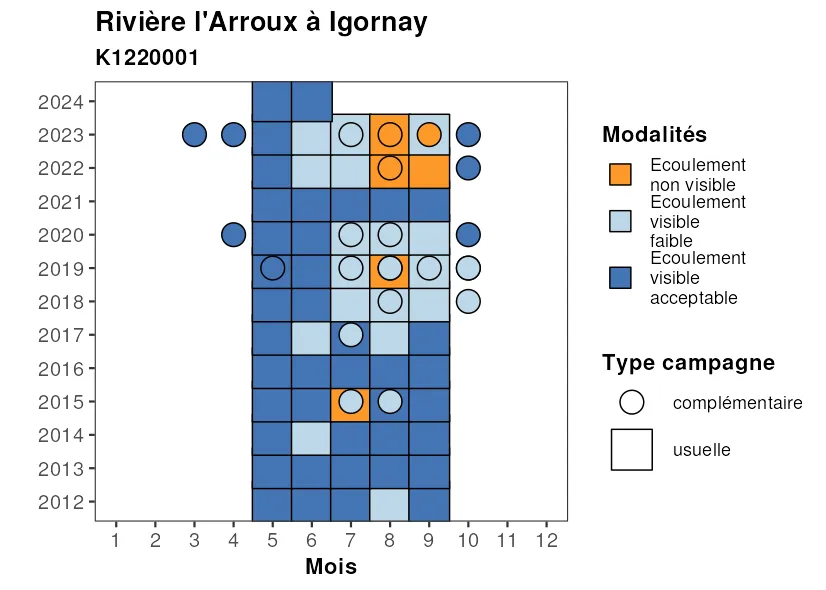 Rivière l'Arroux à Igornay
K1220001
2024
2023
2022
2021
2020
2019
2018
2017
2016
2015
2014
2013
2012
1 2 3 4 5 6 7 8 9 10 11 12
Mois
Modalités
Ecoulement
non visible
Ecoulement
visible
faible
Ecoulement
visible
acceptable
Type campagne
complémentaire
usuelle